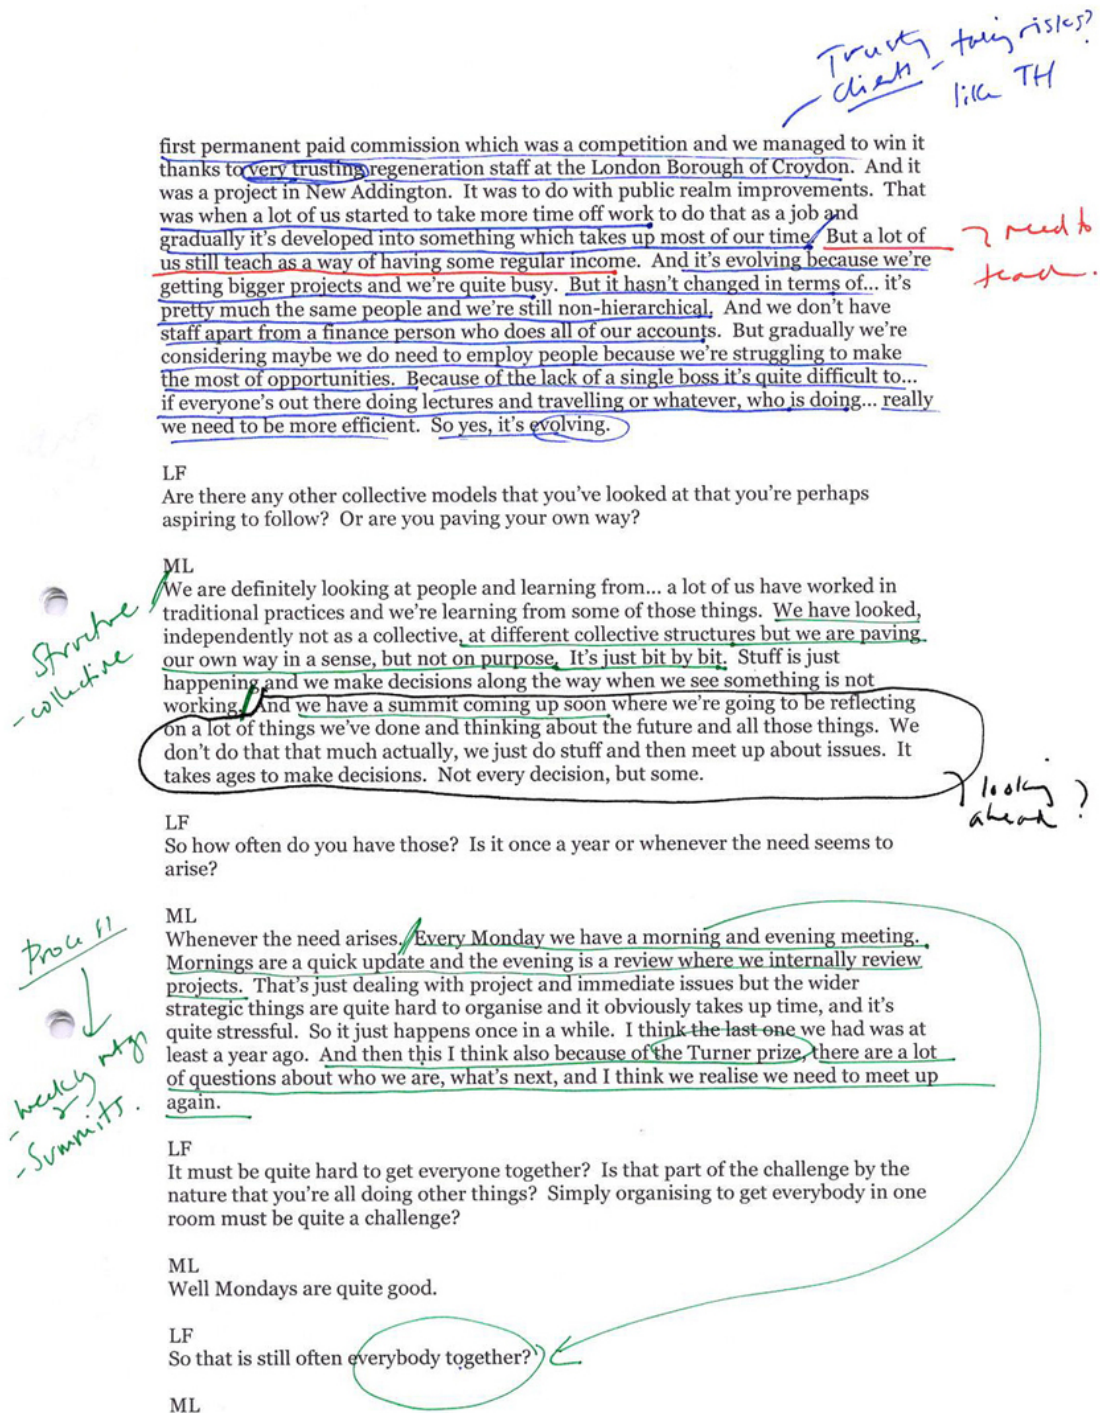 Trusty clients - taking risks?
like TH
first permanent paid commission which was a competition and we managed to win it
thanks to very trusting regeneration staff at the London Borough of Croydon.  And it
was a project in New Addington.  It was to do with public realm improvements.  That
was when a lot of us started to take more time off work to do that as a job and
gradually it's developed into something which takes up most of our time.  But a lot of
us still teach as a way of having some regular income.  And it's evolving because we're
need to
teach.
getting bigger projects and we're quite busy.  But it hasn't changed in terms of... it's
pretty much the same people and we're still non-hierarchical.  And we don't have
staff apart from a finance person who does all of our accounts.  But gradually we're
considering maybe we do need to employ people because we're struggling to make
the most of opportunities.  Because of the lack of a single boss it's quite difficult to...
if everyone's out there doing lectures and travelling or whatever, who is doing... really
we need to be more efficient.  So yes, it's evolving.
LF
Are there any other collective models that you've looked at that you're perhaps
aspiring to follow?  Or are you paving your own way?
ML
We are definitely looking at people and learning from... a lot of us have worked in
traditional practices and we're learning from some of those things.  We have looked,
independently not as a collective, at different collective structures but we are paving
our own way in a sense, but not on purpose.  It's just bit by bit.  Stuff is just
happening and we make decisions along the way when we see something is not
working.  And we have a summit coming up soon where we're going to be reflecting
on a lot of things we've done and thinking about the future and all those things.  We
don't do that that much actually, we just do stuff and then meet up about issues.  It
takes ages to make decisions.  Not every decision, but some.
Structure
- collective
looking
ahead ?
LF
So how often do you have those?  Is it once a year or whenever the need seems to
arise?
ML
Whenever the need arises.  Every Monday we have a morning and evening meeting.
Mornings are a quick update and the evening is a review where we internally review
projects.  That's just dealing with project and immediate issues but the wider
strategic things are quite hard to organise and it obviously takes up time, and it's
quite stressful.  So it just happens once in a while.  I think the last one we had was at
least a year ago.  And then this I think also because of the Turner prize, there are a lot
of questions about who we are, what's next, and I think we realise we need to meet up
again.
Process
- weekly mtgs
- Summits.
LF
It must be quite hard to get everyone together?  Is that part of the challenge by the
nature that you're all doing other things?  Simply organising to get everybody in one
room must be quite a challenge?
ML
Well Mondays are quite good.
LF
So that is still often everybody together?
ML